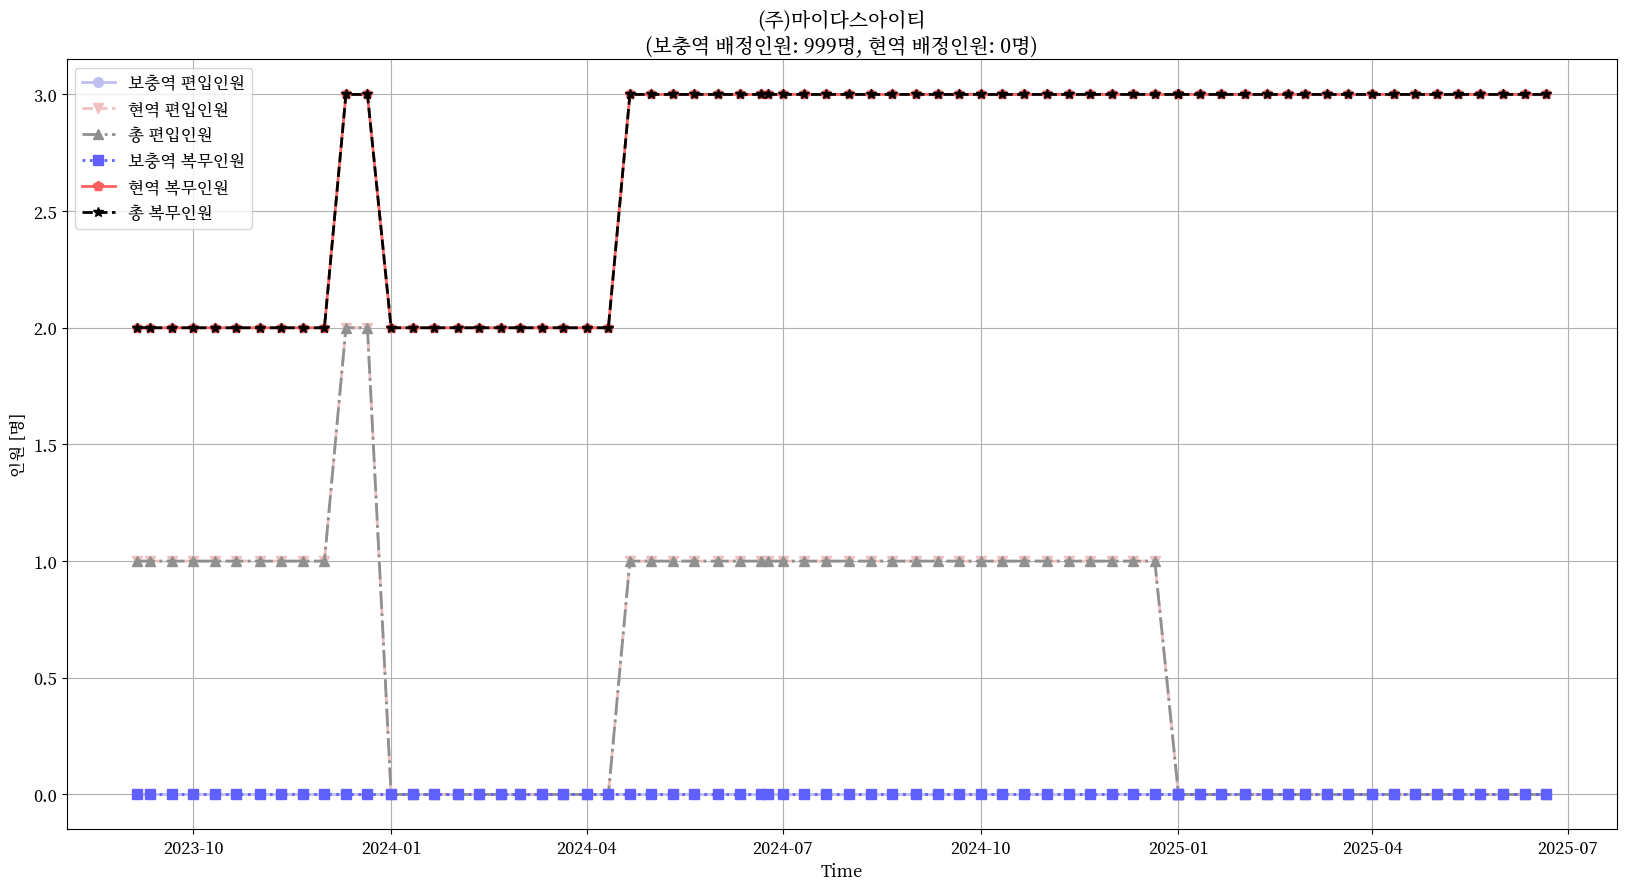 (주)마이다스아이티
(보충역 배정인원: 999명, 현역 배정인원: 0명)
보충역 편입인원
현역 편입인원
총 편입인원
보충역 복무인원
현역 복무인원
총 복무인원
3.0
2.5
2.0
1.5
1.0
0.5
0.0
인원 [명]
2023-10
2024-01
2024-04
2024-07
2024-10
2025-01
2025-04
2025-07
Time